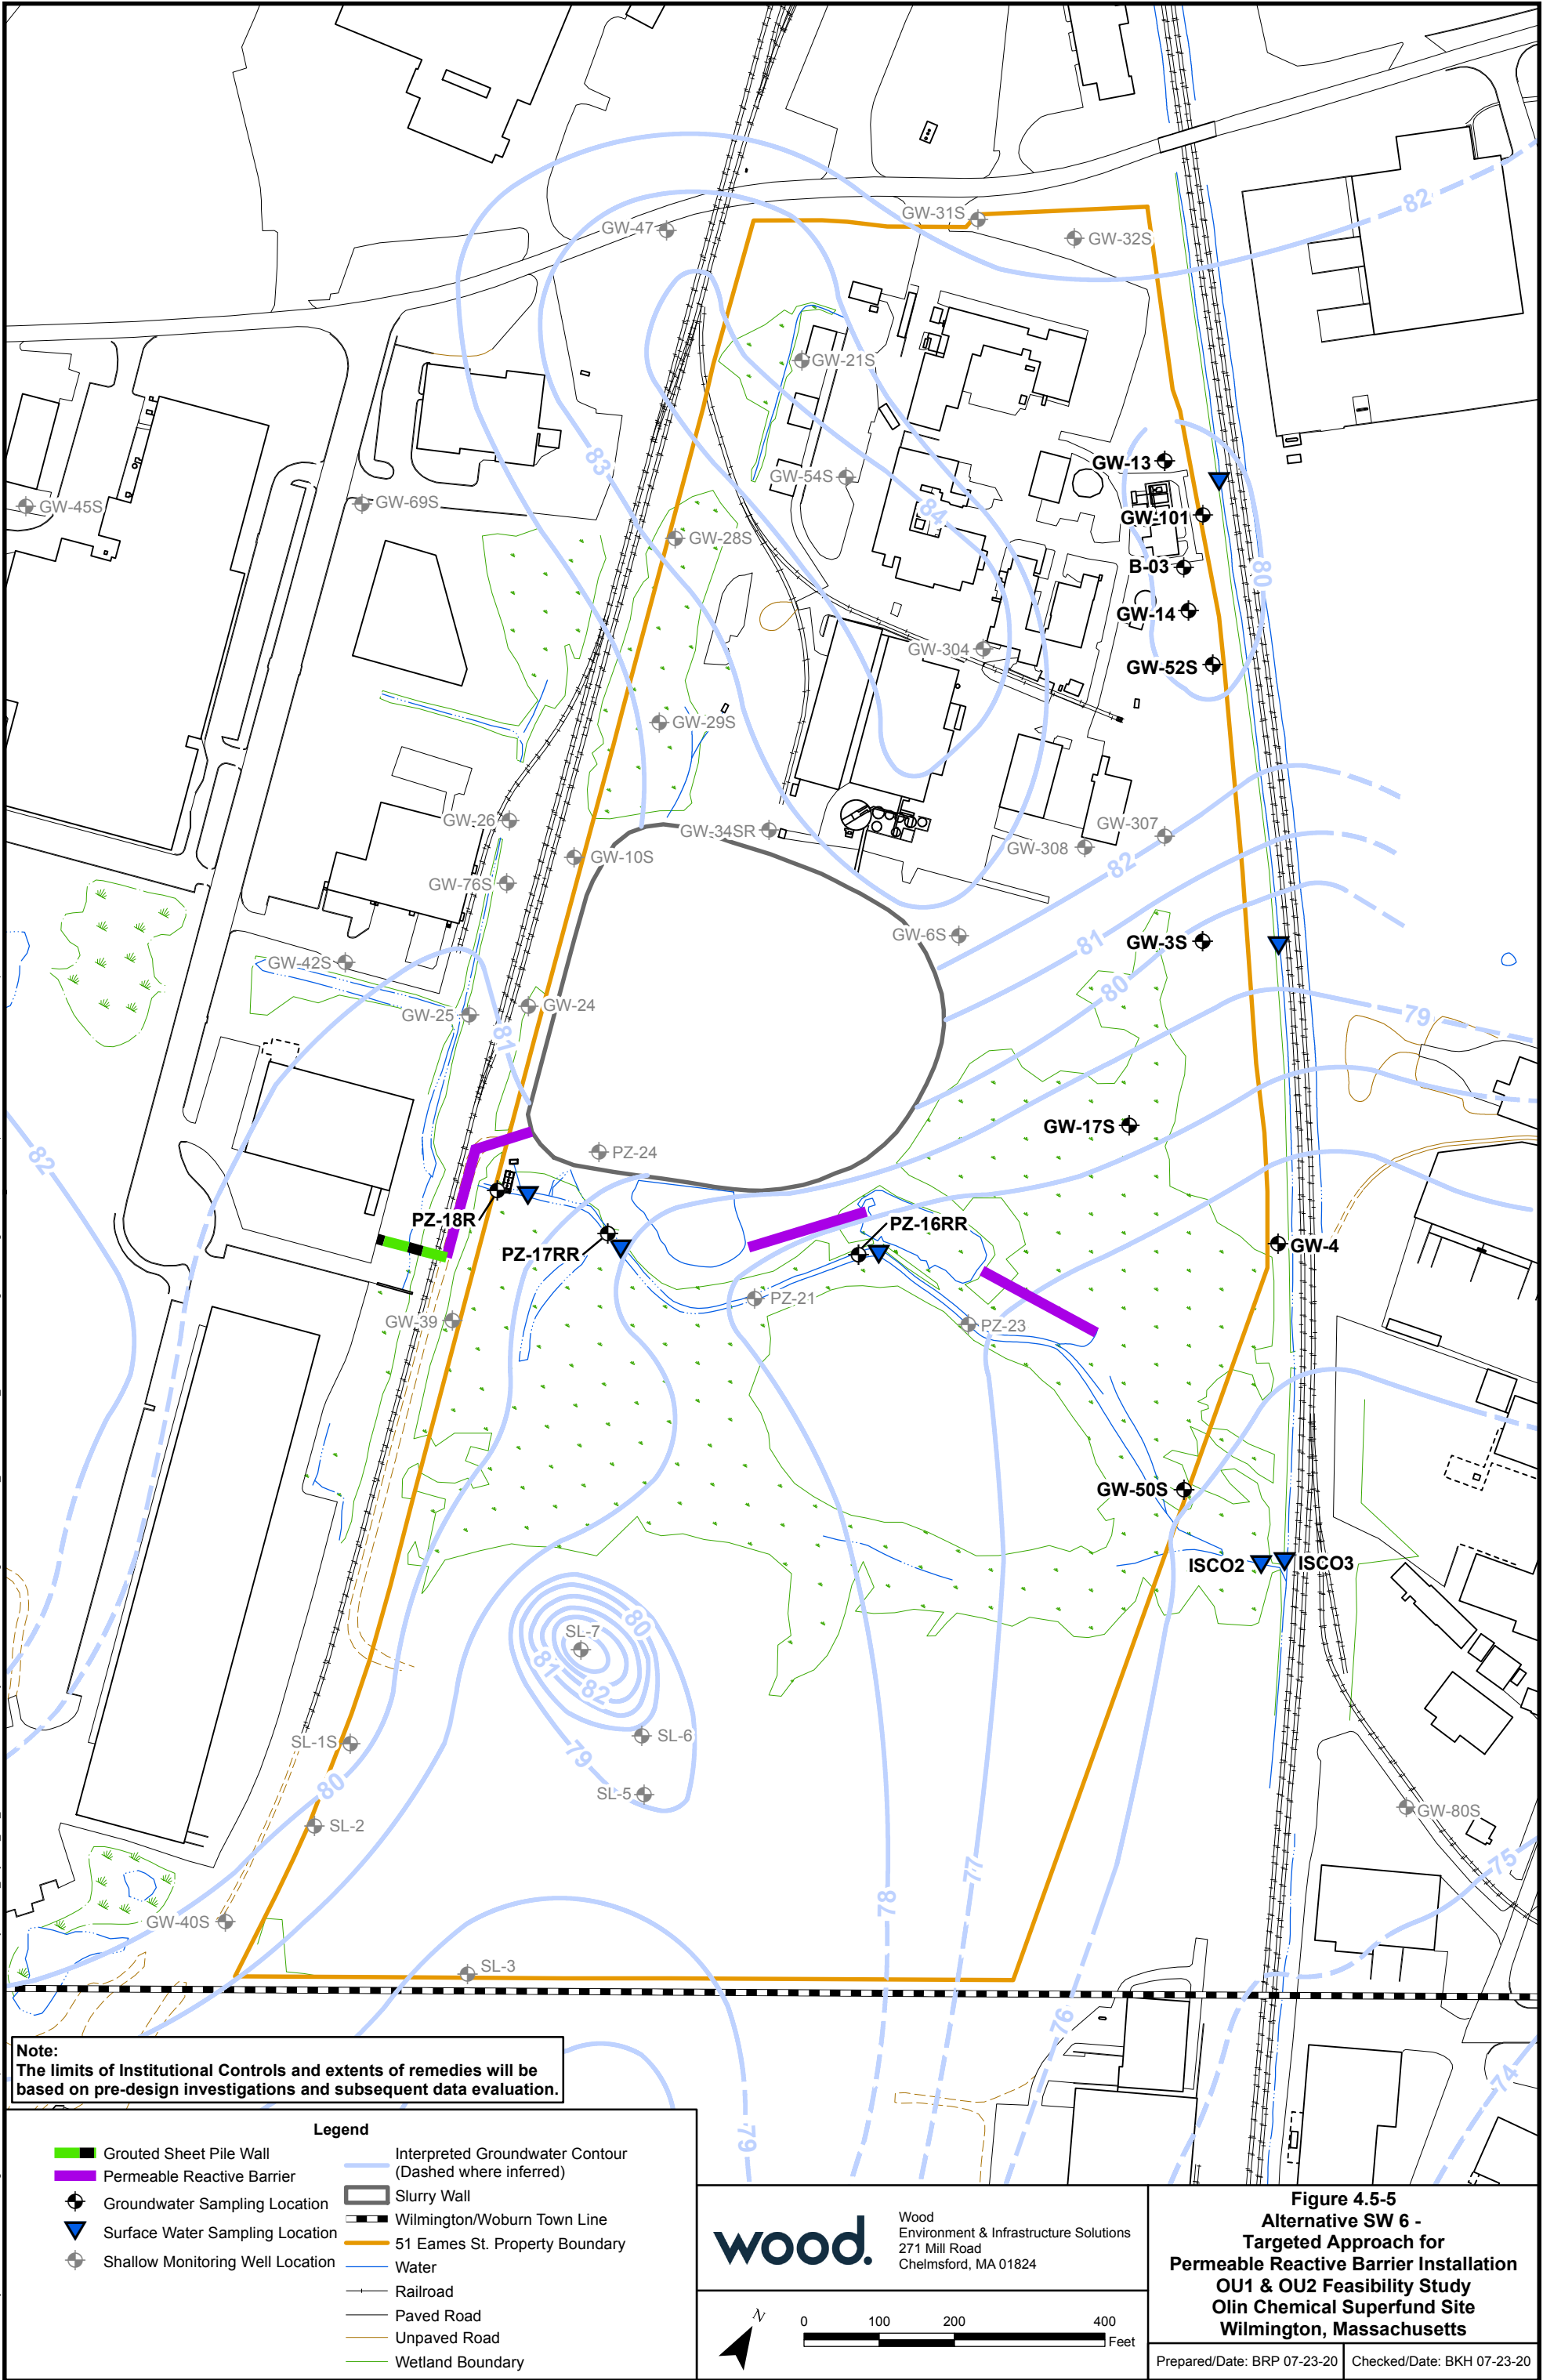 82
GW-31S
GW-47
GW-32S
GW-21S
83
GW-13
GW-54S
GW-45S
GW-69S
84
GW-101
GW-28S
B-03
80
GW-14
GW-304
GW-52S
GW-29S
GW-26
GW-34SR
GW-307
GW-308
GW-10S
82
GW-76S
GW-6S
81
GW-3S
GW-42S
80
GW-24
GW-25
79
81
GW-17S
82
PZ-24
PZ-18R
PZ-16RR
PZ-17RR
GW-4
PZ-21
GW-39
PZ-23
GW-50S
ISCO2
ISCO3
80
SL-7
81
82
SL-1S
SL-6
79
80
SL-5
GW-80S
SL-2
75
77
78
GW-40S
SL-3
76
74
79
Note:
The limits of Institutional Controls and extents of remedies will be
based on pre-design investigations and subsequent data evaluation.
Legend
Grouted Sheet Pile Wall
Permeable Reactive Barrier
Groundwater Sampling Location
Surface Water Sampling Location
Shallow Monitoring Well Location
Interpreted Groundwater Contour
(Dashed where inferred)
Slurry Wall
Wilmington/Woburn Town Line
51 Eames St. Property Boundary
Water
Railroad
Paved Road
Unpaved Road
Wetland Boundary
wood.
Wood
Environment & Infrastructure Solutions
271 Mill Road
Chelmsford, MA 01824
N
0 100 200 400
Feet
Figure 4.5-5
Alternative SW 6 -
Targeted Approach for
Permeable Reactive Barrier Installation
OU1 & OU2 Feasibility Study
Olin Chemical Superfund Site
Wilmington, Massachusetts
Prepared/Date: BRP 07-23-20
Checked/Date: BKH 07-23-20